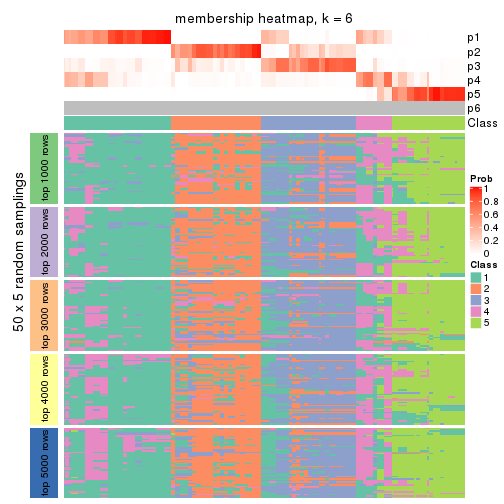 membership heatmap, k = 6
p1
p2
p3
p4
p5
p6
Class
50 x 5 random samplings
top 1000 rows
top 2000 rows
top 3000 rows
top 4000 rows
top 5000 rows
Prob
1
0.8
0.6
0.4
0.2
0
Class
1
2
3
4
5